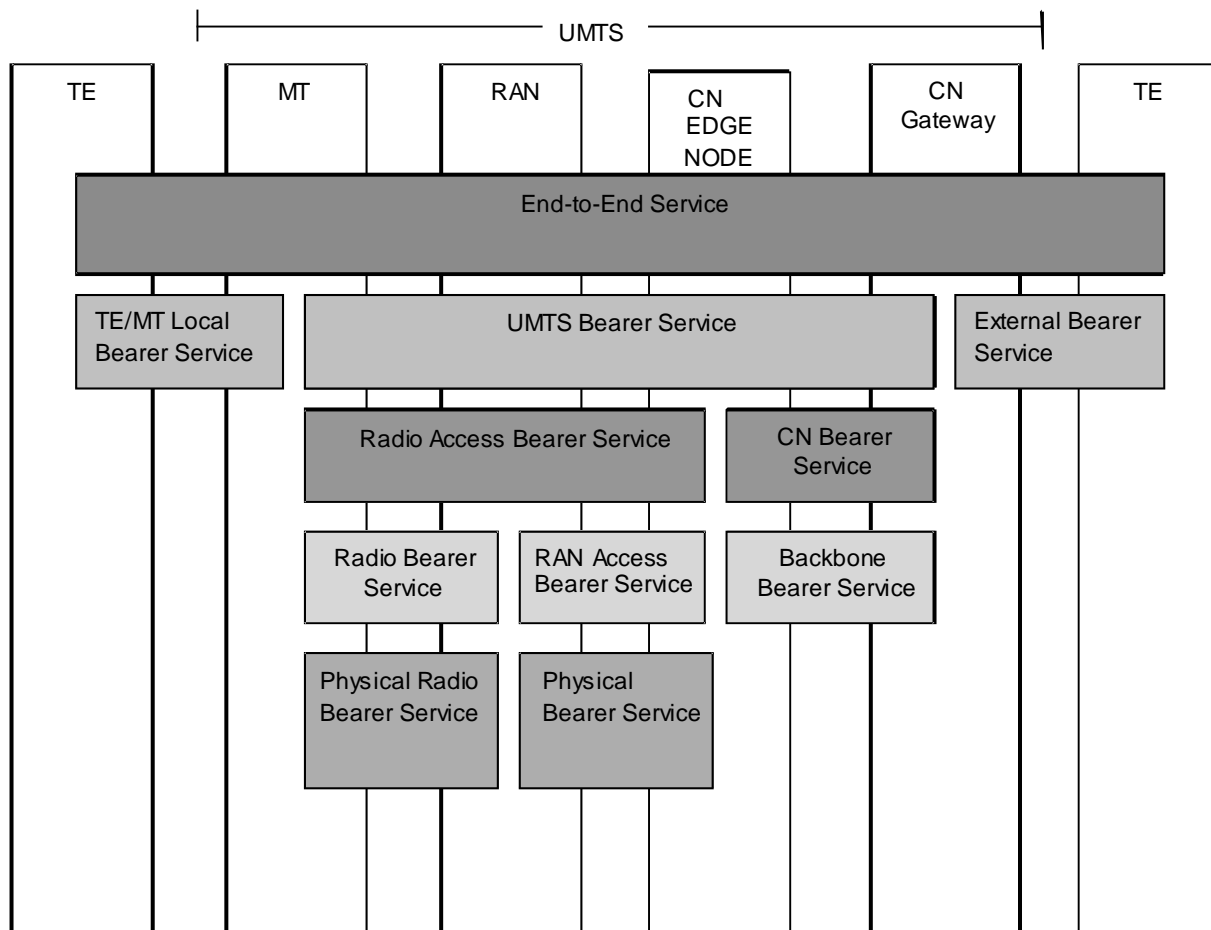 UMTS
TE
MT
RAN
CN
EDGE
NODE
CN
Gateway
TE
End-to-End Service
TE/MT Local
Bearer Service
UMTS Bearer Service
External Bearer
Service
Radio Access Bearer Service
CN Bearer
Service
Radio Bearer
Service
RAN Access
Bearer Service
Backbone
Bearer Service
Physical Radio
Bearer Service
Physical
Bearer Service